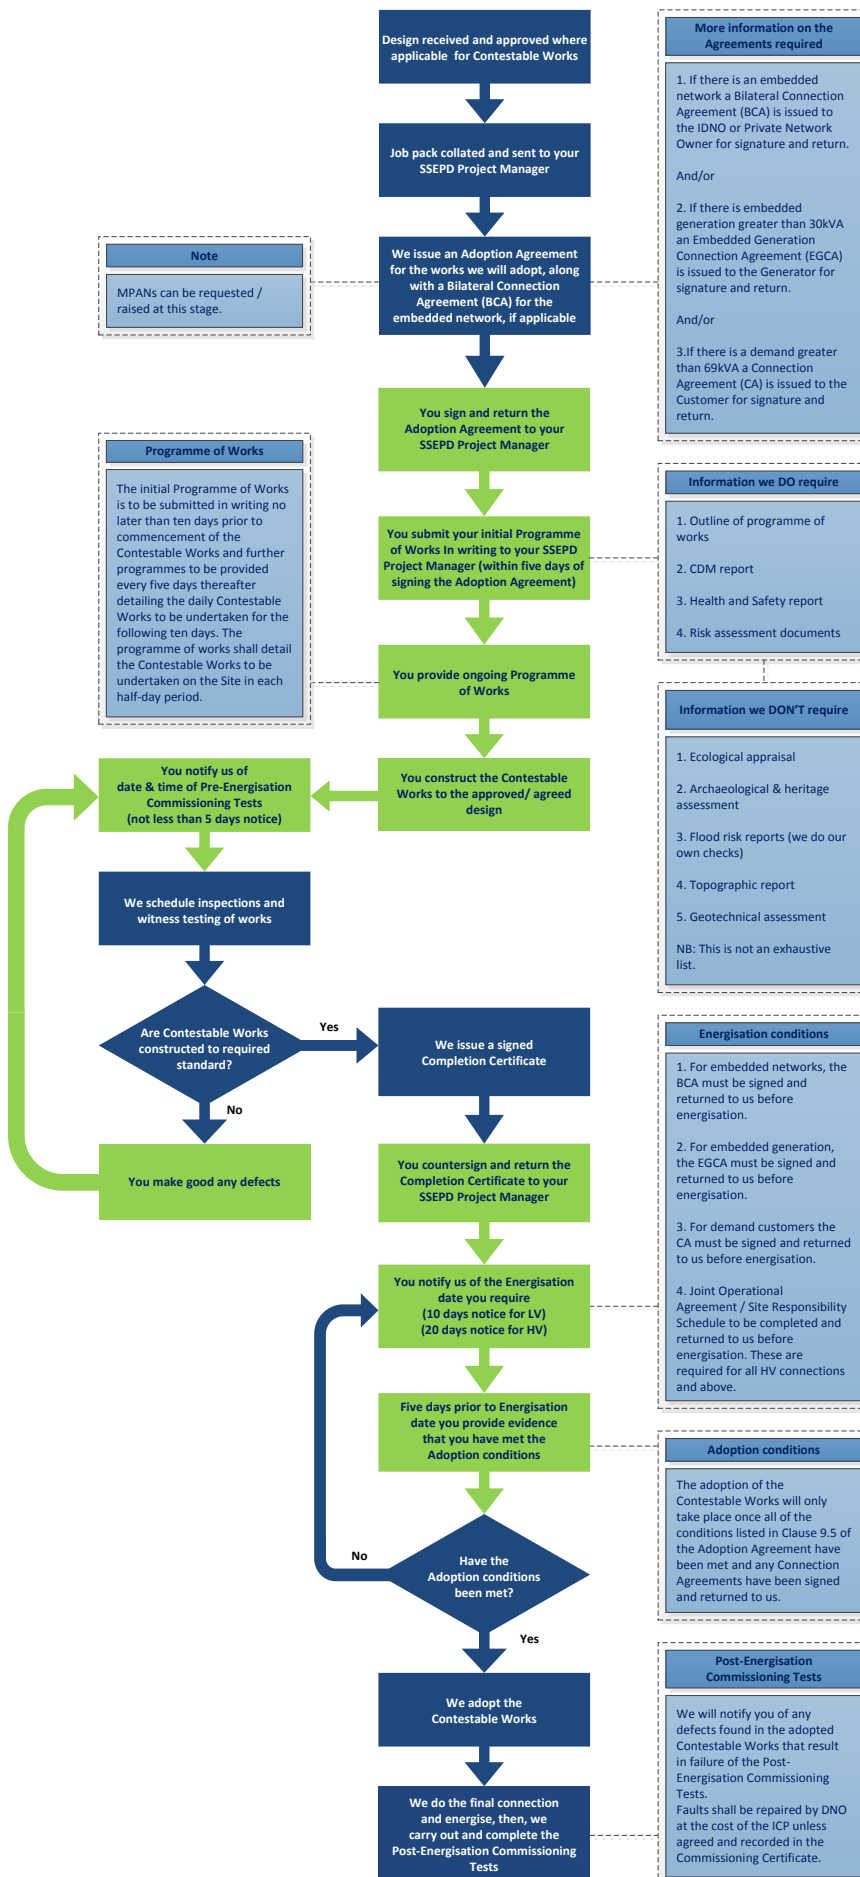 Design received and approved where
applicable  for Contestable Works
Job pack collated and sent to your
SSEPD Project Manager
We issue an Adoption Agreement
for the works we will adopt, along
with a Bilateral Connection
Agreement (BCA) for the
embedded network, if applicable
Note
MPANs can be requested /
raised at this stage.
More information on the
Agreements required
1. If there is an embedded
network a Bilateral Connection
Agreement (BCA) is issued to
the IDNO or Private Network
Owner for signature and return.
And/or
2. If there is embedded
generation greater than 30kVA
an Embedded Generation
Connection Agreement (EGCA)
is issued to the Generator for
signature and return.
And/or
3.If there is a demand greater
than 69kVA a Connection
Agreement (CA) is issued to the
Customer for signature and
return.
You sign and return the
Adoption Agreement to your
SSEPD Project Manager
Programme of Works
The initial Programme of Works
is to be submitted in writing no
later than ten days prior to
commencement of the
Contestable Works and further
programmes to be provided
every five days thereafter
detailing the daily Contestable
Works to be undertaken for the
following ten days. The
programme of works shall detail
the Contestable Works to be
undertaken on the Site in each
half-day period.
You submit your initial Programme
of Works In writing to your SSEPD
Project Manager (within five days of
signing the Adoption Agreement)
Information we DO require
1. Outline of programme of
works
2. CDM report
3. Health and Safety report
4. Risk assessment documents
You provide ongoing Programme
of Works
Information we DON'T require
1. Ecological appraisal
2. Archaeological & heritage
assessment
3. Flood risk reports (we do our
own checks)
4. Topographic report
5. Geotechnical assessment
NB: This is not an exhaustive
list.
You construct the Contestable
Works to the approved/ agreed
design
You notify us of
date & time of Pre-Energisation
Commissioning Tests
(not less than 5 days notice)
We schedule inspections and
witness testing of works
Are Contestable Works
constructed to required
standard?
Yes
No
We issue a signed
Completion Certificate
You make good any defects
You countersign and return the
Completion Certificate to your
SSEPD Project Manager
Energisation conditions
1. For embedded networks, the
BCA must be signed and
returned to us before
energisation.
2. For embedded generation,
the EGCA must be signed and
returned to us before
energisation.
3. For demand customers the
CA must be signed and returned
to us before energisation.
4. Joint Operational
Agreement / Site Responsibility
Schedule to be completed and
returned to us before
energisation. These are
required for all HV connections
and above.
You notify us of the Energisation
date you require
(10 days notice for LV)
(20 days notice for HV)
Five days prior to Energisation
date you provide evidence
that you have met the
Adoption conditions
Adoption conditions
The adoption of the
Contestable Works will only
take place once all of the
conditions listed in Clause 9.5 of
the Adoption Agreement have
been met and any Connection
Agreements have been signed
and returned to us.
Have the
Adoption conditions
been met?
No
Yes
We adopt the
Contestable Works
We do the final connection
and energise, then, we
carry out and complete the
Post-Energisation Commissioning
Tests
Post-Energisation
Commissioning Tests
We will notify you of any
defects found in the adopted
Contestable Works that result
in failure of the Post-
Energisation Commissioning
Tests.
Faults shall be repaired by DNO
at the cost of the ICP unless
agreed and recorded in the
Commissioning Certificate.